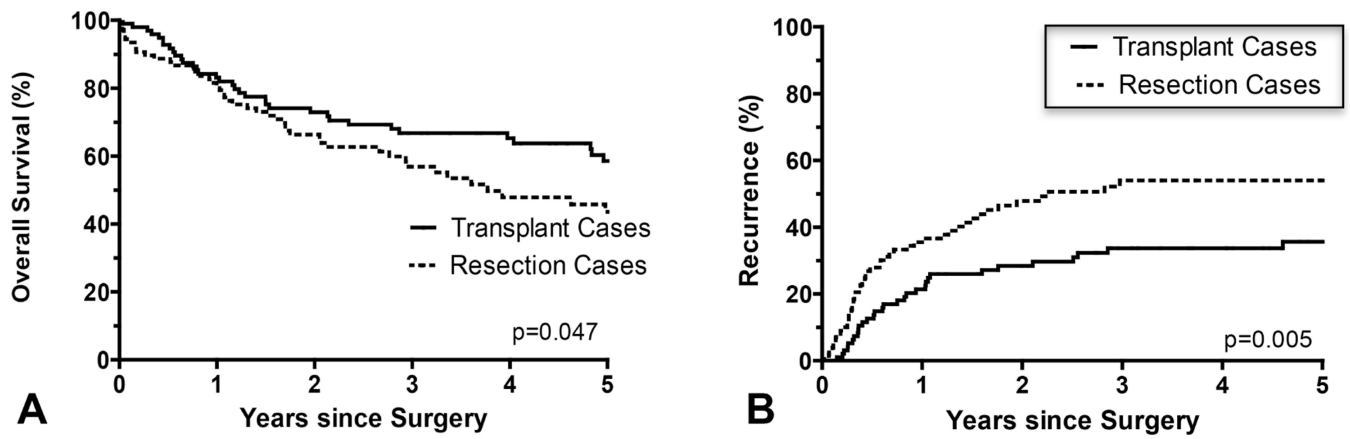 100
80
60
40
20
0
Overall Survival (%)
Transplant Cases
Resection Cases
p=0.047
0 1 2 3 4 5
Years since Surgery
A
100
80
60
40
20
0
Recurrence (%)
Transplant Cases
Resection Cases
p=0.005
0 1 2 3 4 5
Years since Surgery
B